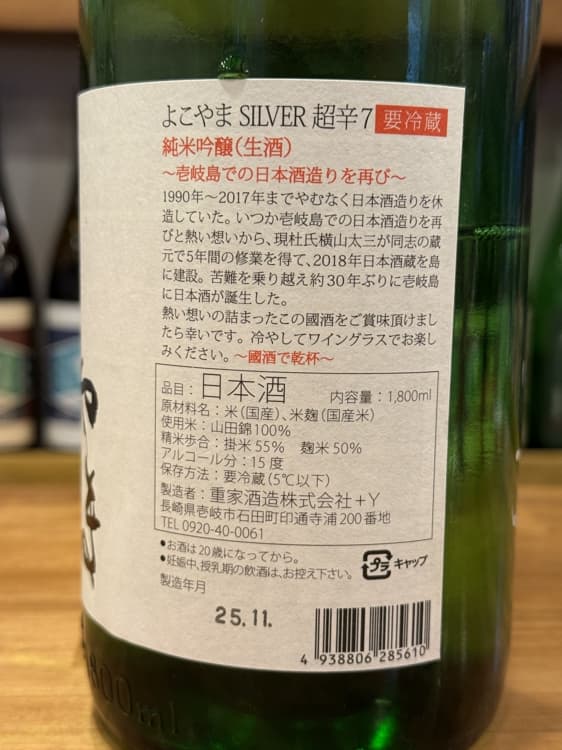 よこやま SILVER 超辛7 要冷蔵
純米吟醸(生酒)
～壱岐島での日本酒造りを再び～
1990年～2017年までやむなく日本酒造りを休
造していた。いつか壱岐島での日本酒造りを再
びと熱い想いから、現杜氏横山太三が同志の蔵
元で5年間の修業を得て、2018年日本酒蔵を島
に建設。苦難を乗り越え約30年ぶりに壱岐島
に日本酒が誕生した。
熱い想いの詰まったこの國酒をご賞味頂けまし
たら幸いです。冷やしてワイングラスでお楽し
みください。～國酒で乾杯～
品目：日本酒 内容量：1,800ml
原材料名：米(国産)、米麹(国産米)
使用米：山田錦100%
精米歩合：掛米55% 麹米50%
アルコール分：15度
保存方法：要冷蔵(5℃以下)
製造者：重家酒造株式会社+Y
長崎県壱岐市石田町印通寺浦200番地
TEL 0920-40-0061
●お酒は20歳になってから。
●妊娠中、授乳期の飲酒は、お控え下さい。
プラ キャップ
製造年月
25.11.
4 938806 285610
800ml